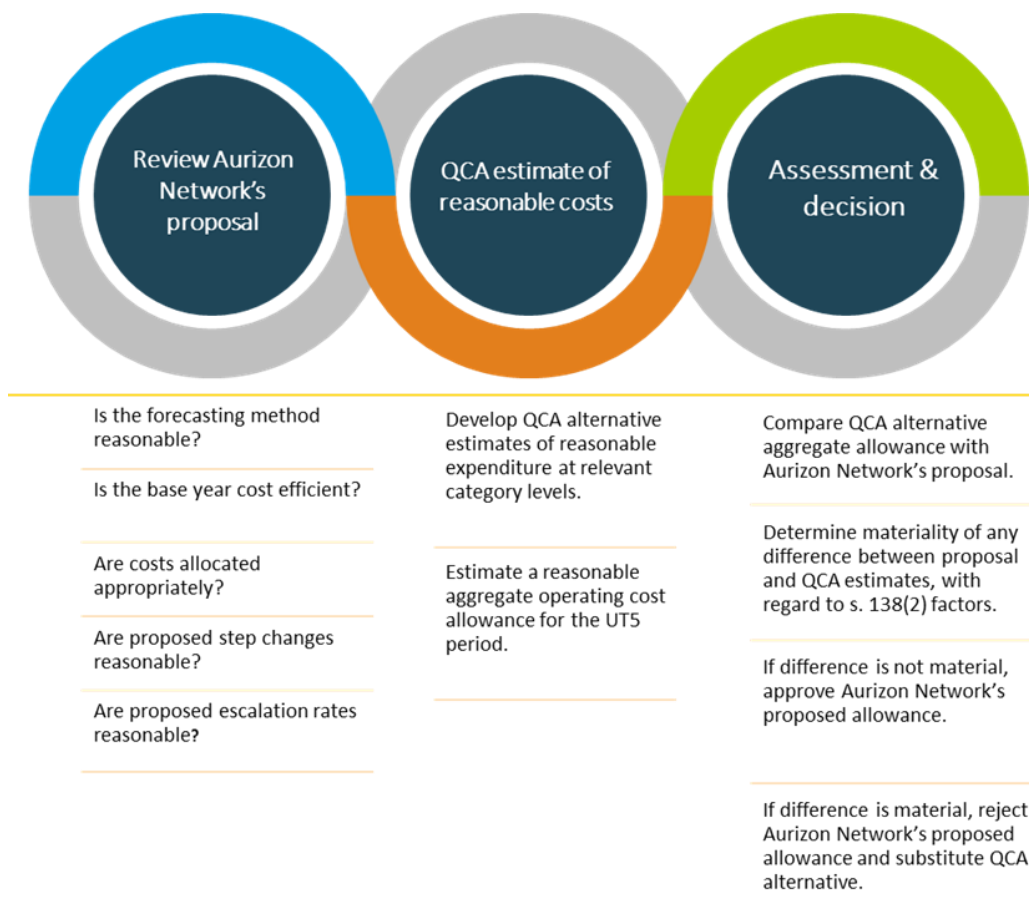 Review Aurizon
Network's
proposal
QCA estimate of
reasonable costs
Assessment &
decision
Is the forecasting method
reasonable?
Is the base year cost efficient?
Are costs allocated
appropriately?
Are proposed step changes
reasonable?
Are proposed escalation rates
reasonable?
Develop QCA alternative
estimates of reasonable
expenditure at relevant
category levels.
Estimate a reasonable
aggregate operating cost
allowance for the UT5
period.
Compare QCA alternative
aggregate allowance with
Aurizon Network's proposal.
Determine materiality of any
difference between proposal
and QCA estimates, with
regard to s. 138(2) factors.
If difference is not material,
approve Aurizon Network's
proposed allowance.
If difference is material, reject
Aurizon Network's proposed
allowance and substitute QCA
alternative.